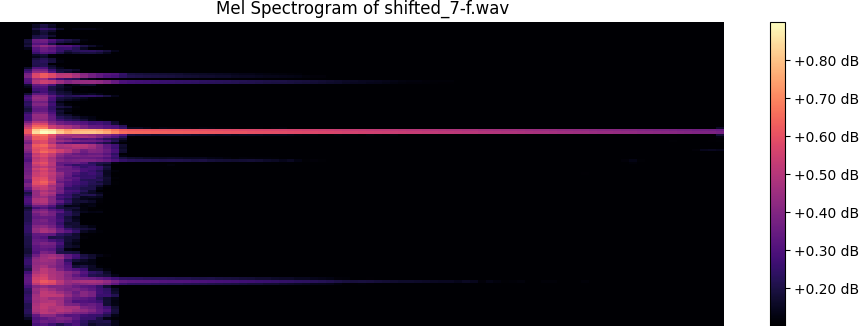 Mel Spectrogram of shifted_7-f.wav
+0.80 dB
+0.70 dB
+0.60 dB
+0.50 dB
+0.40 dB
+0.30 dB
+0.20 dB